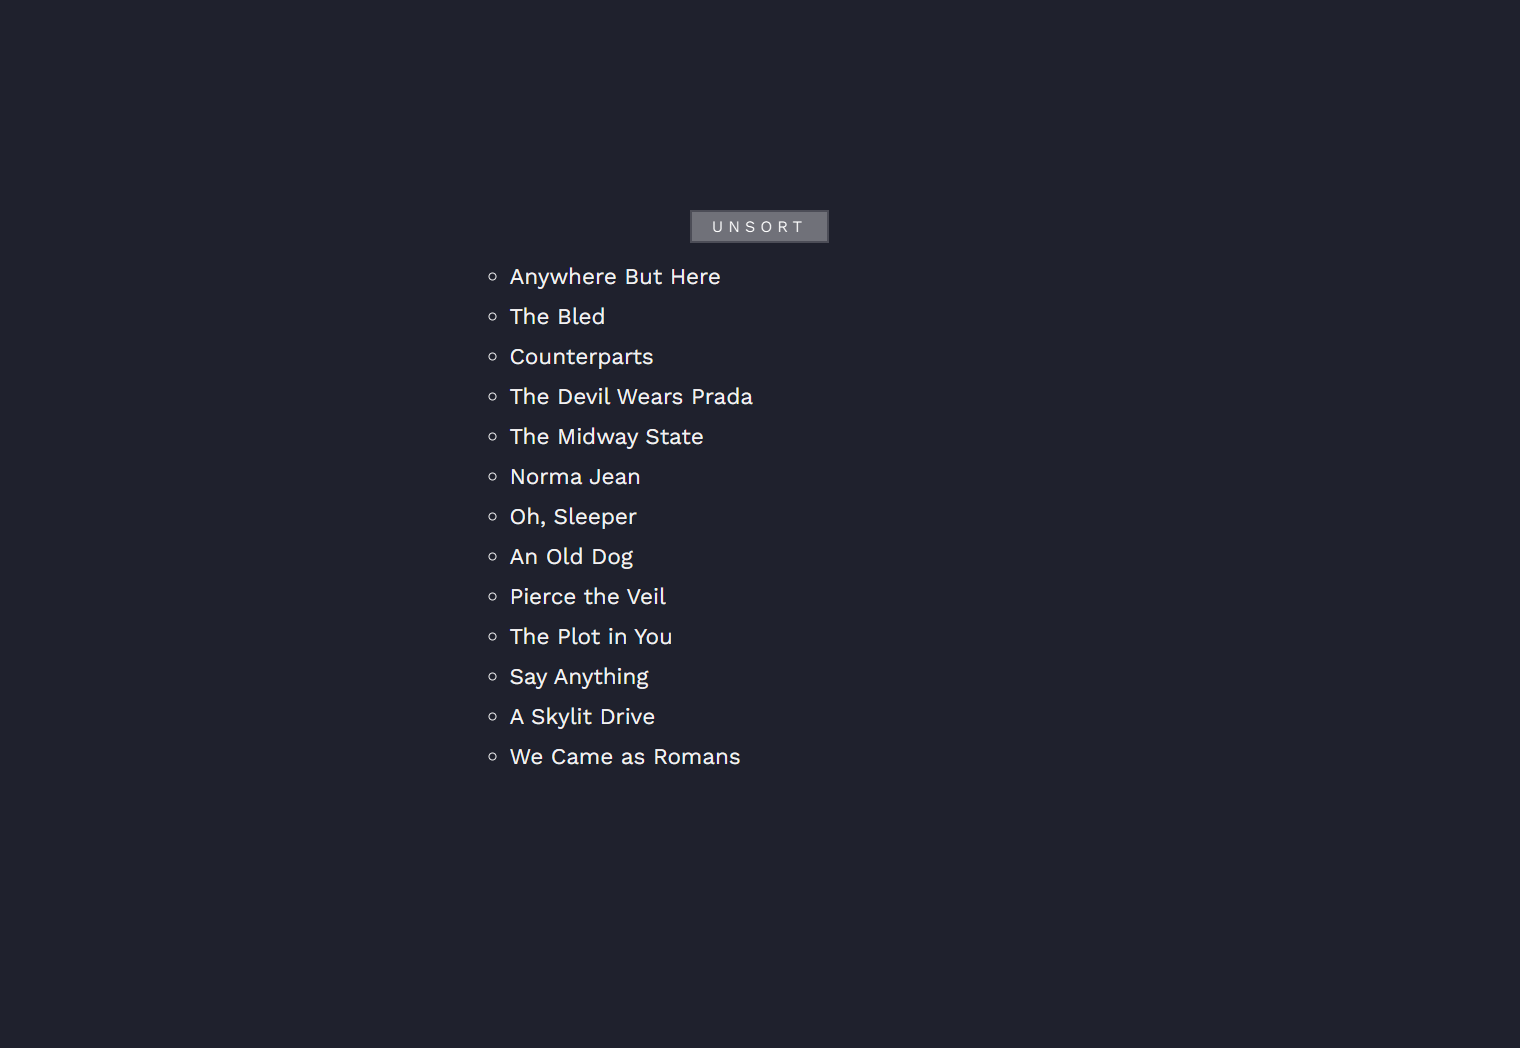 UNSORT
Anywhere But Here
The Bled
Counterparts
The Devil Wears Prada
The Midway State
Norma Jean
Oh, Sleeper
An Old Dog
Pierce the Veil
The Plot in You
Say Anything
A Skylit Drive
We Came as Romans